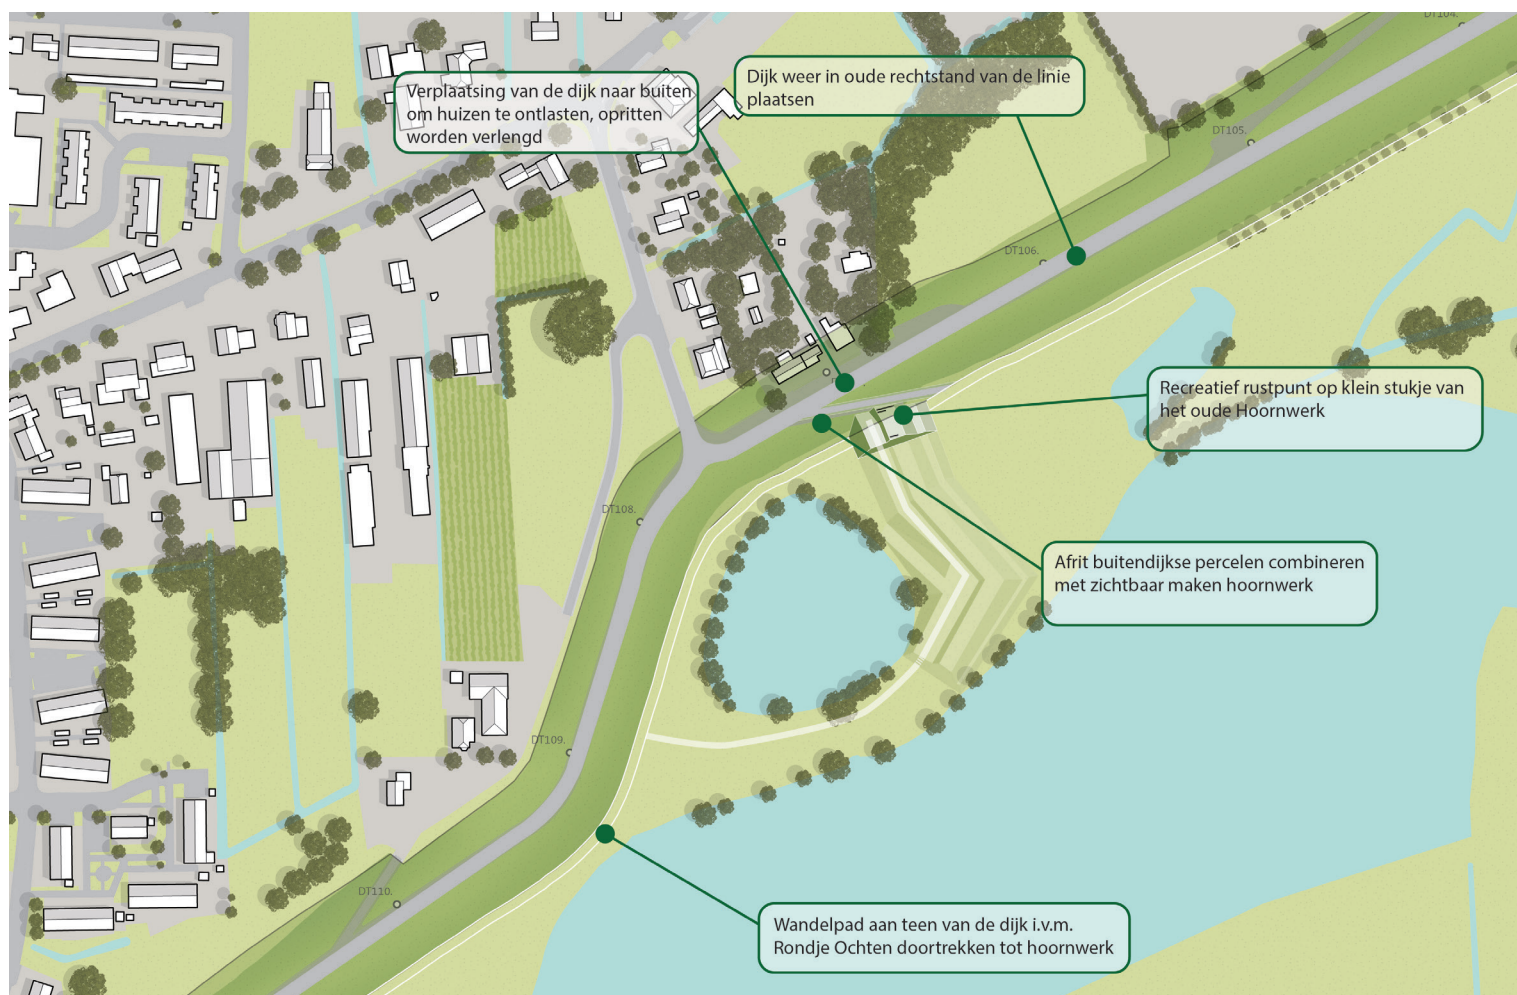 DT104.
Dijk weer in oude rechtstand van de linie
plaatsen
Verplaatsing van de dijk naar buiten
om huizen te ontlasten, opritten
worden verlengd
DT105.
DT106.
Recreatief rustpunt op klein stukje van
het oude Hoornwerk
DT108.
Afrit buitendijkse percelen combineren
met zichtbaar maken hoornwerk
DT109.
DT110.
Wandelpad aan teen van de dijk i.v.m.
Rondje Ochten doortrekken tot hoornwerk